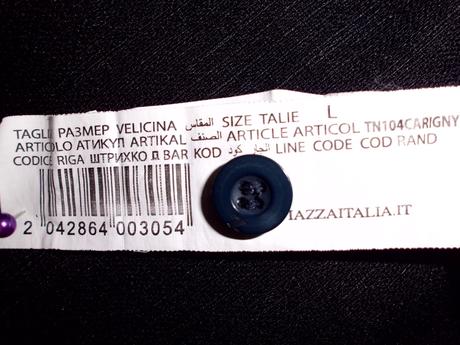 TAGLI РАЗМЕР VELICINA المقاس SIZE TALIE L
ARTIOLO АТИКУЛ ARTIKAL الصنف ARTICLE ARTICOL TN104CARIGNY
CODICE RIGA ШТРИХКО Д BAR KOD كود LINE CODE COD RAND
2 042864 003054
IAZZAITALIA.IT